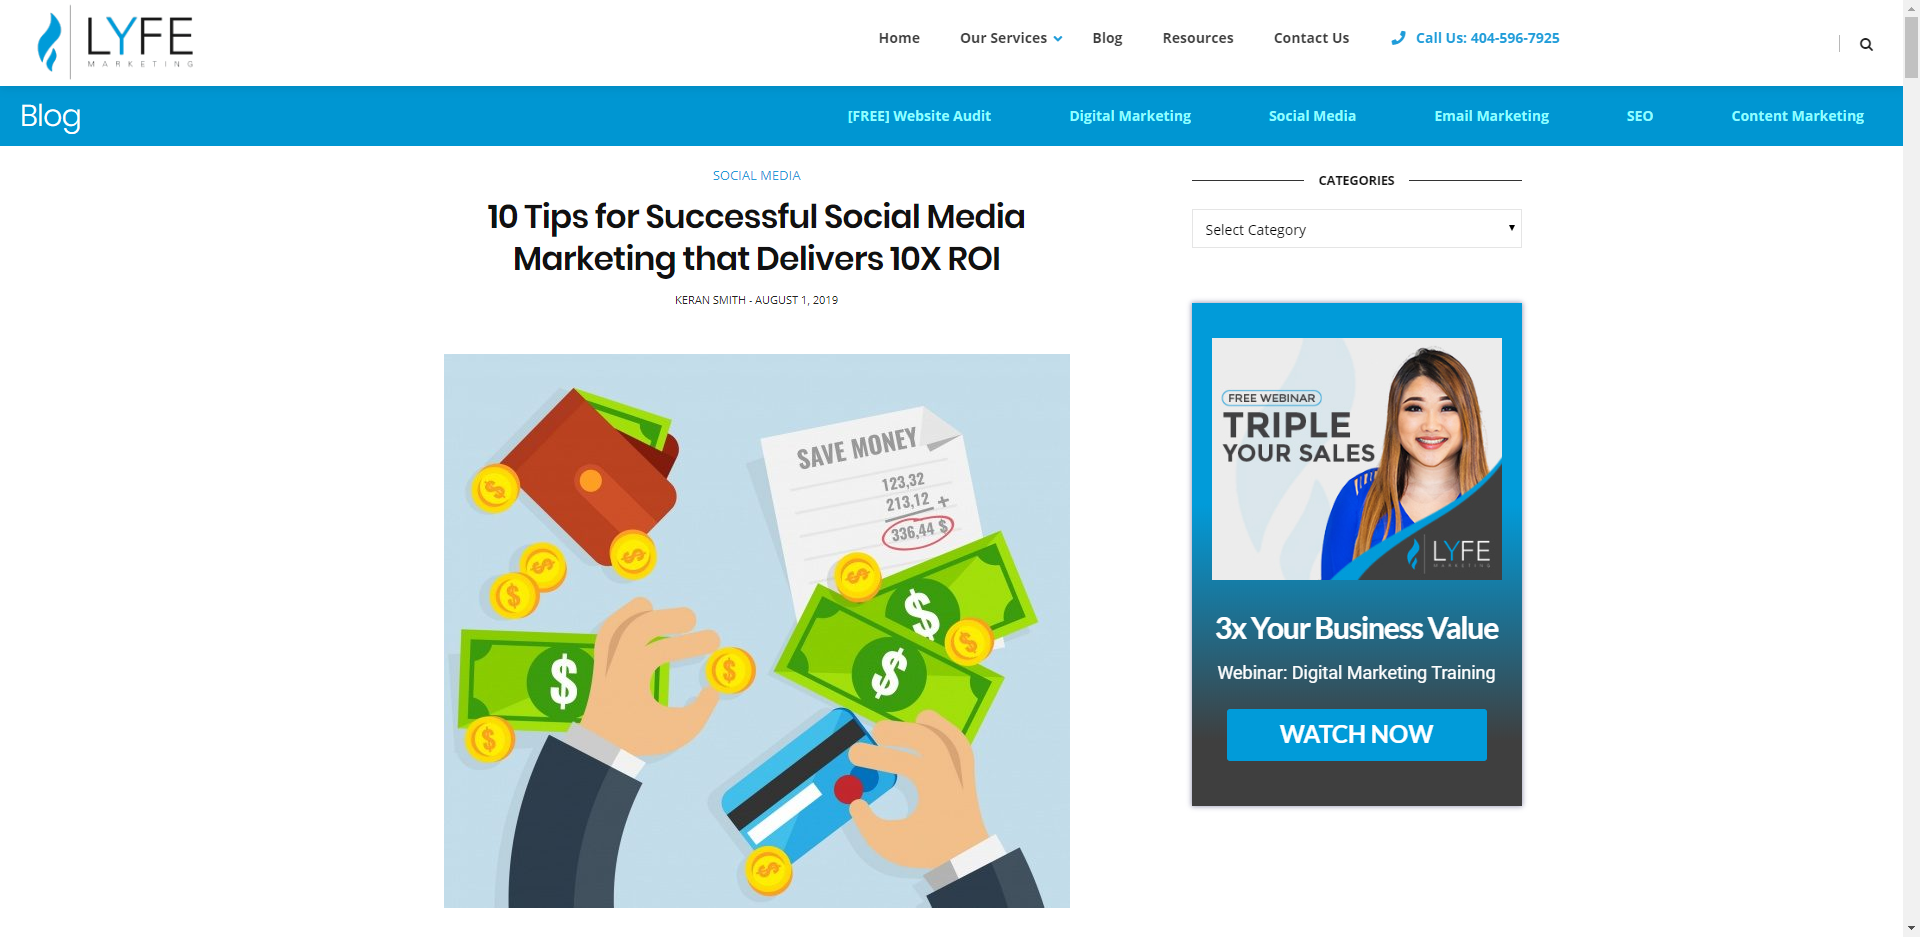 LYFE
MARKETING
Home
Our Services
Blog
Resources
Contact Us
Call Us: 404-596-7925
Blog
[FREE] Website Audit
Digital Marketing
Social Media
Email Marketing
SEO
Content Marketing
SOCIAL MEDIA
10 Tips for Successful Social Media
Marketing that Delivers 10X ROI
KERAN SMITH - AUGUST 1, 2019
SAVE MONEY
123,32
213,12 +
336,44 $
$
$
$
$
$
$
$
$
$
$
$
$
CATEGORIES
Select Category
FREE WEBINAR
TRIPLE
YOUR SALES
LYFE
MARKETING
3x Your Business Value
Webinar: Digital Marketing Training
WATCH NOW